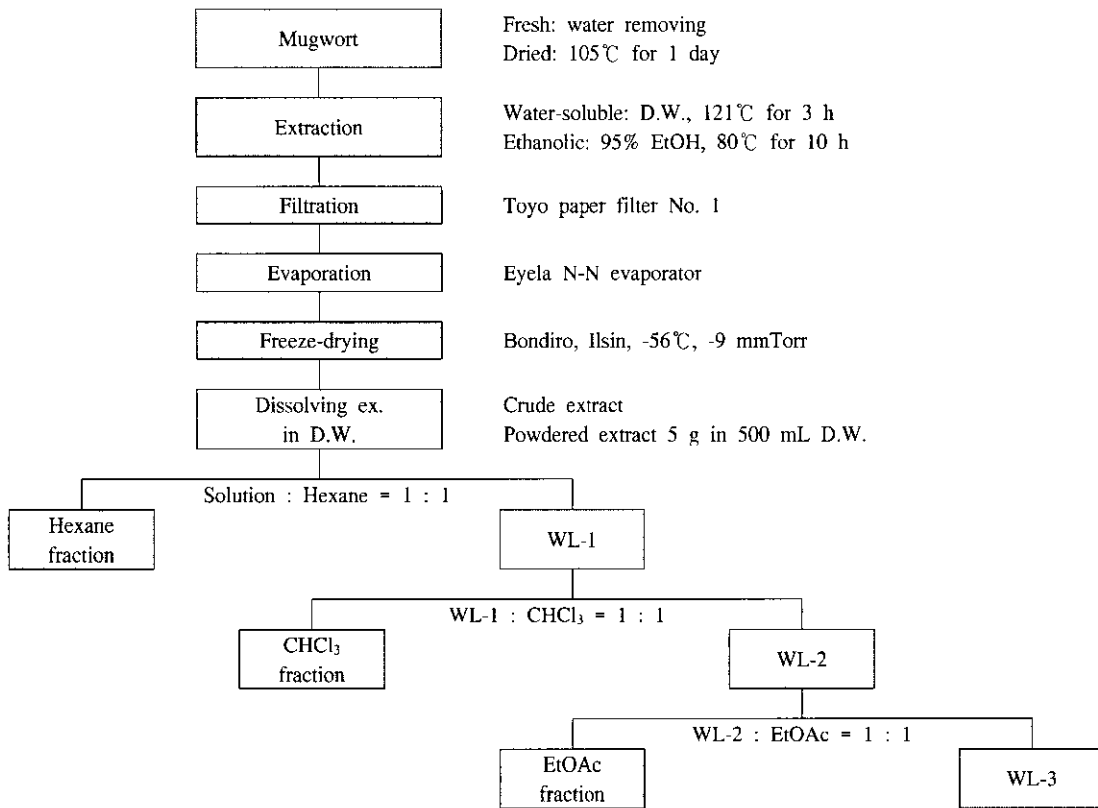 Mugwort
Fresh: water removing
Dried: 105℃ for 1 day
Extraction
Water-soluble: D.W., 121℃ for 3 h
Ethanolic: 95% EtOH, 80℃ for 10 h
Filtration
Toyo paper filter No. 1
Evaporation
Eyela N-N evaporator
Freeze-drying
Bondiro, Ilsin, -56℃, -9 mmTorr
Dissolving ex.
in D.W.
Crude extract
Powdered extract 5 g in 500 mL D.W.
Solution : Hexane = 1 : 1
Hexane
fraction
WL-1
WL-1 : CHCl₃ = 1 : 1
CHCl₃
fraction
WL-2
WL-2 : EtOAc = 1 : 1
EtOAc
fraction
WL-3